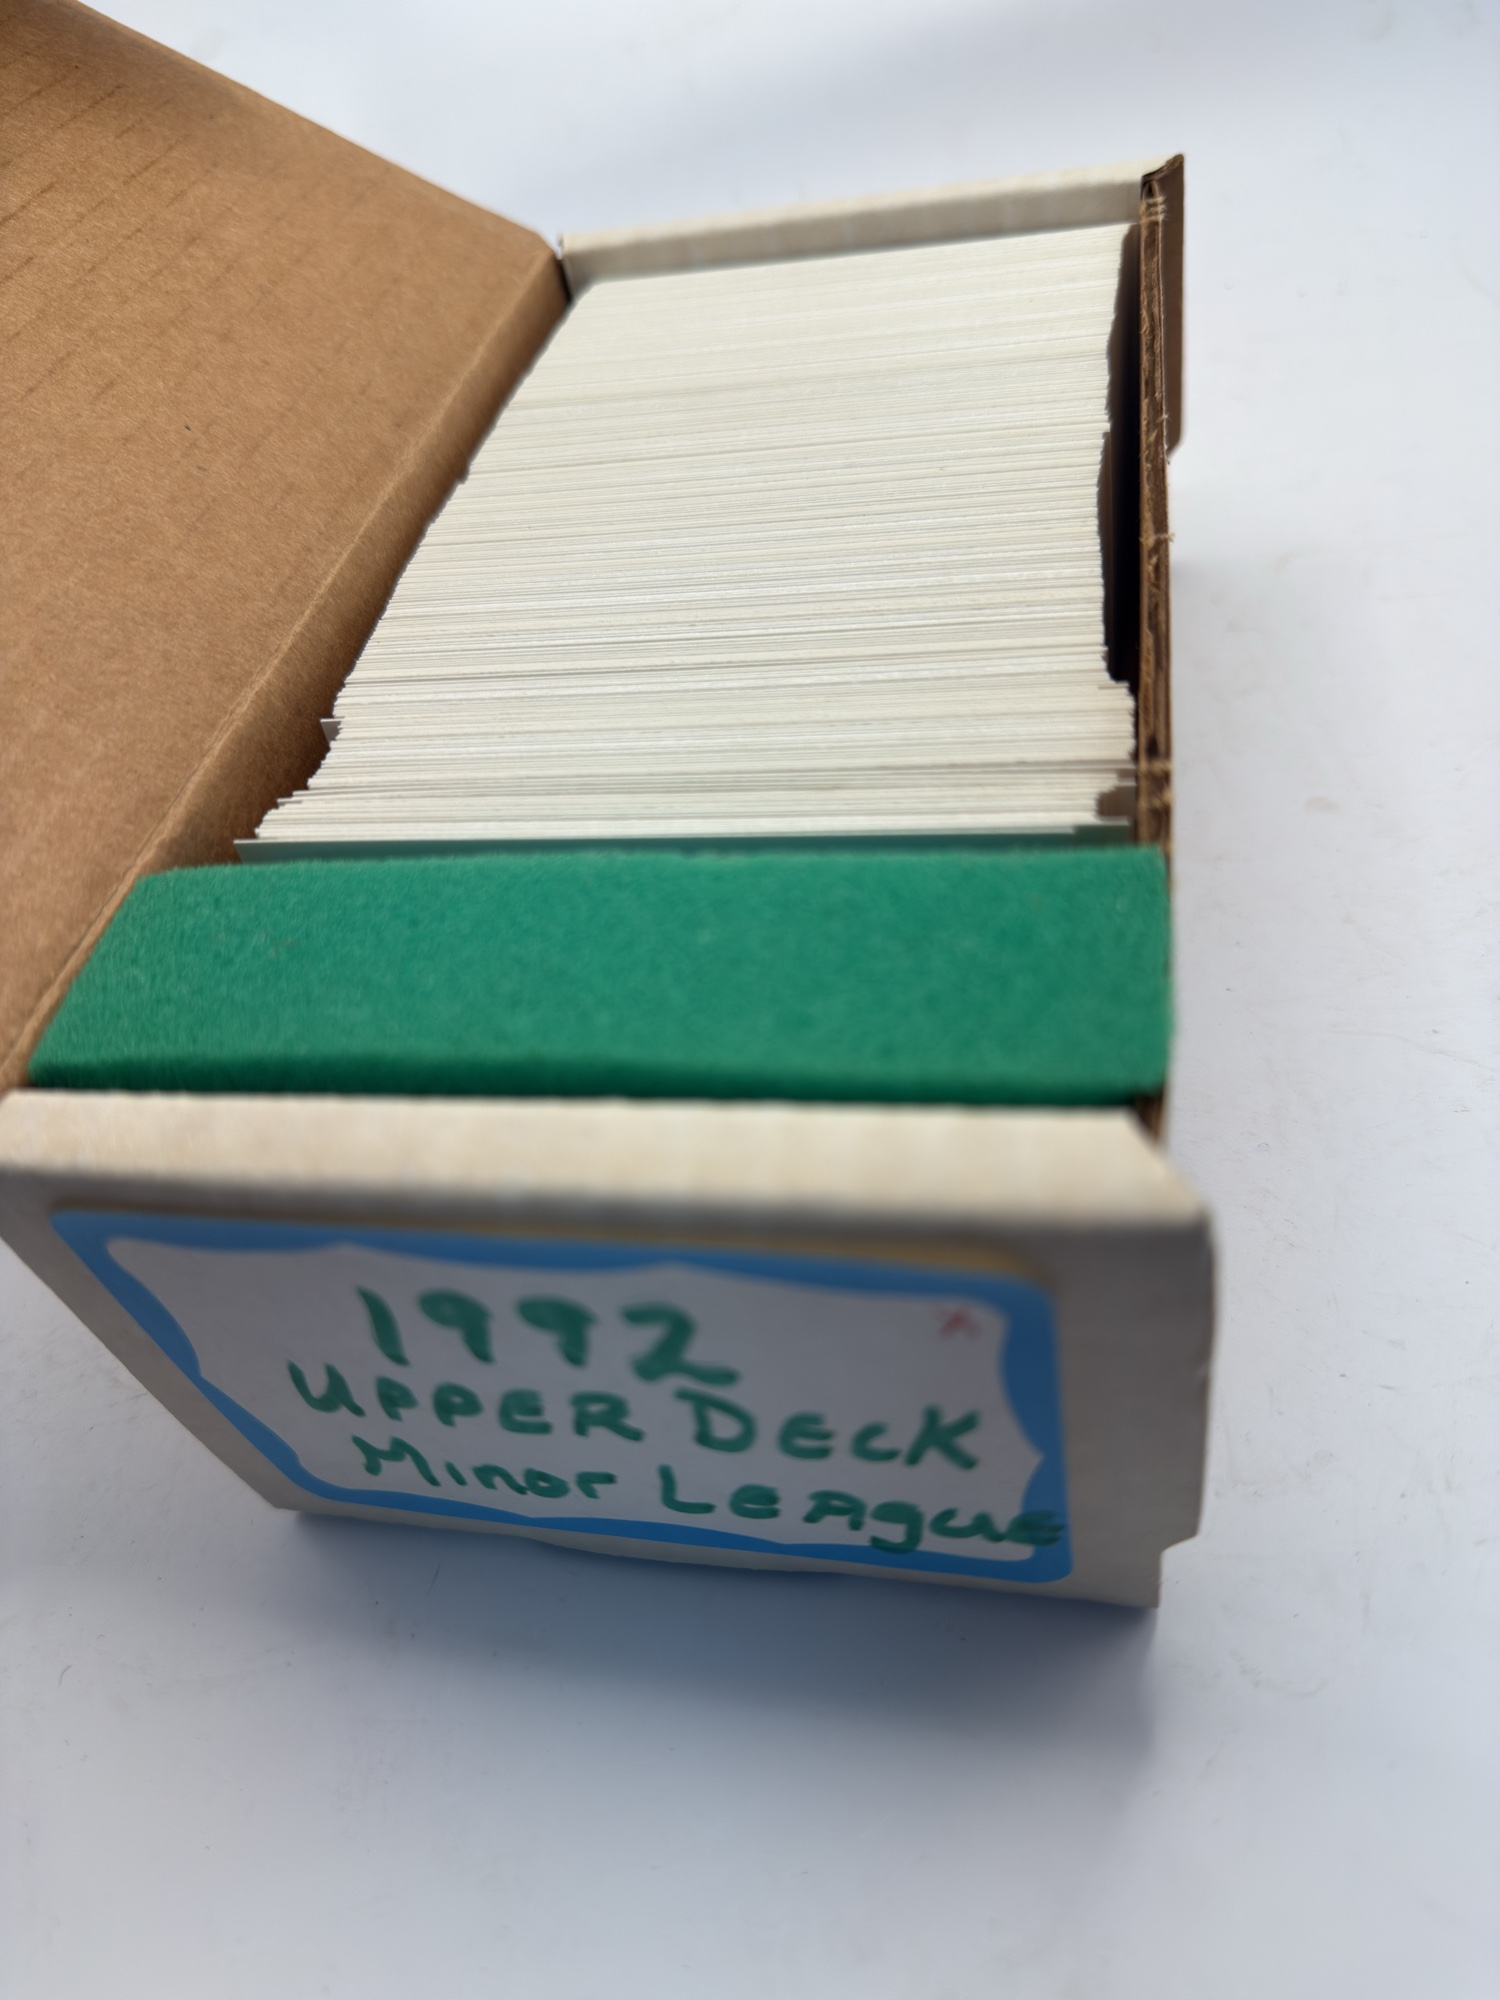 1992
UPPER DECK
Minor LEAgue